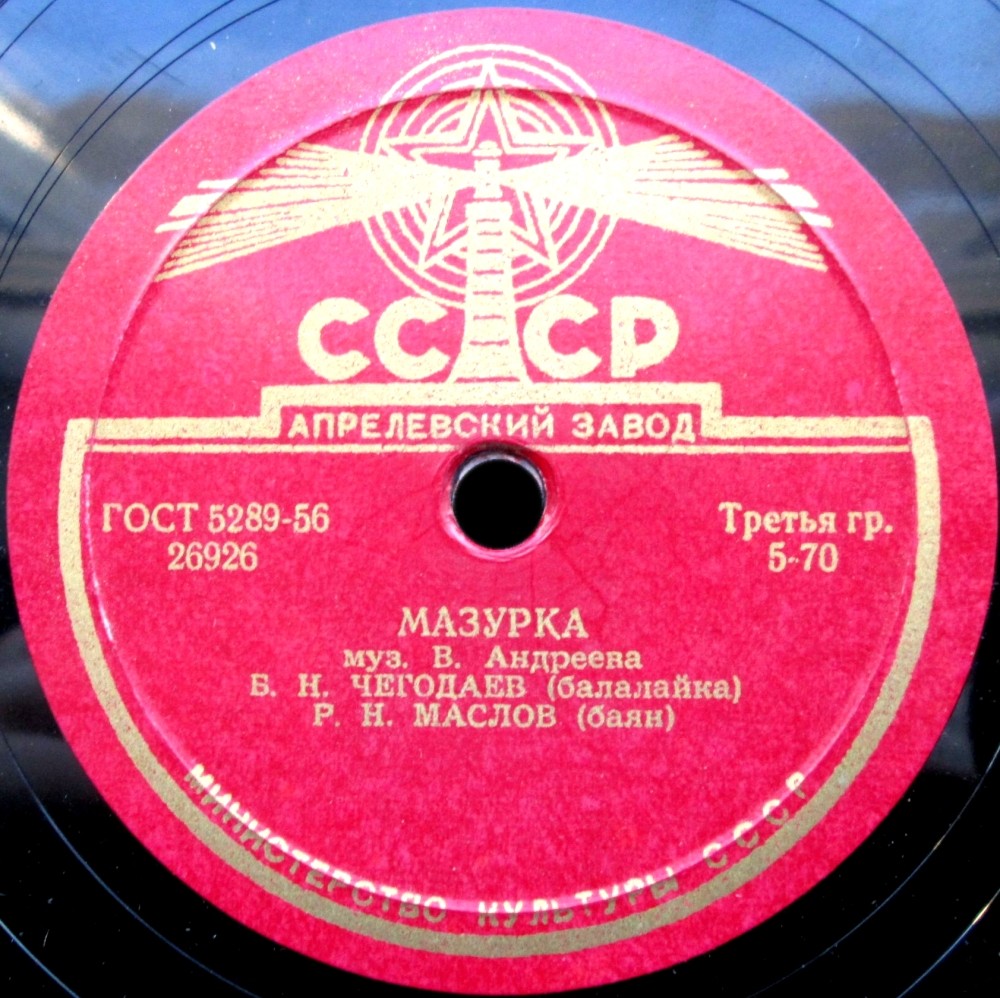 СССР
АПРЕЛЕВСКИЙ ЗАВОД
ГОСТ 5289-56
26926
Третья гр.
5-70
МАЗУРКА
муз. В. Андреева
Б. Н. ЧЕГОДАЕВ (балалайка)
Р. Н. МАСЛОВ (баян)
МИНИСТЕРСТВО КУЛЬТУРЫ СССР